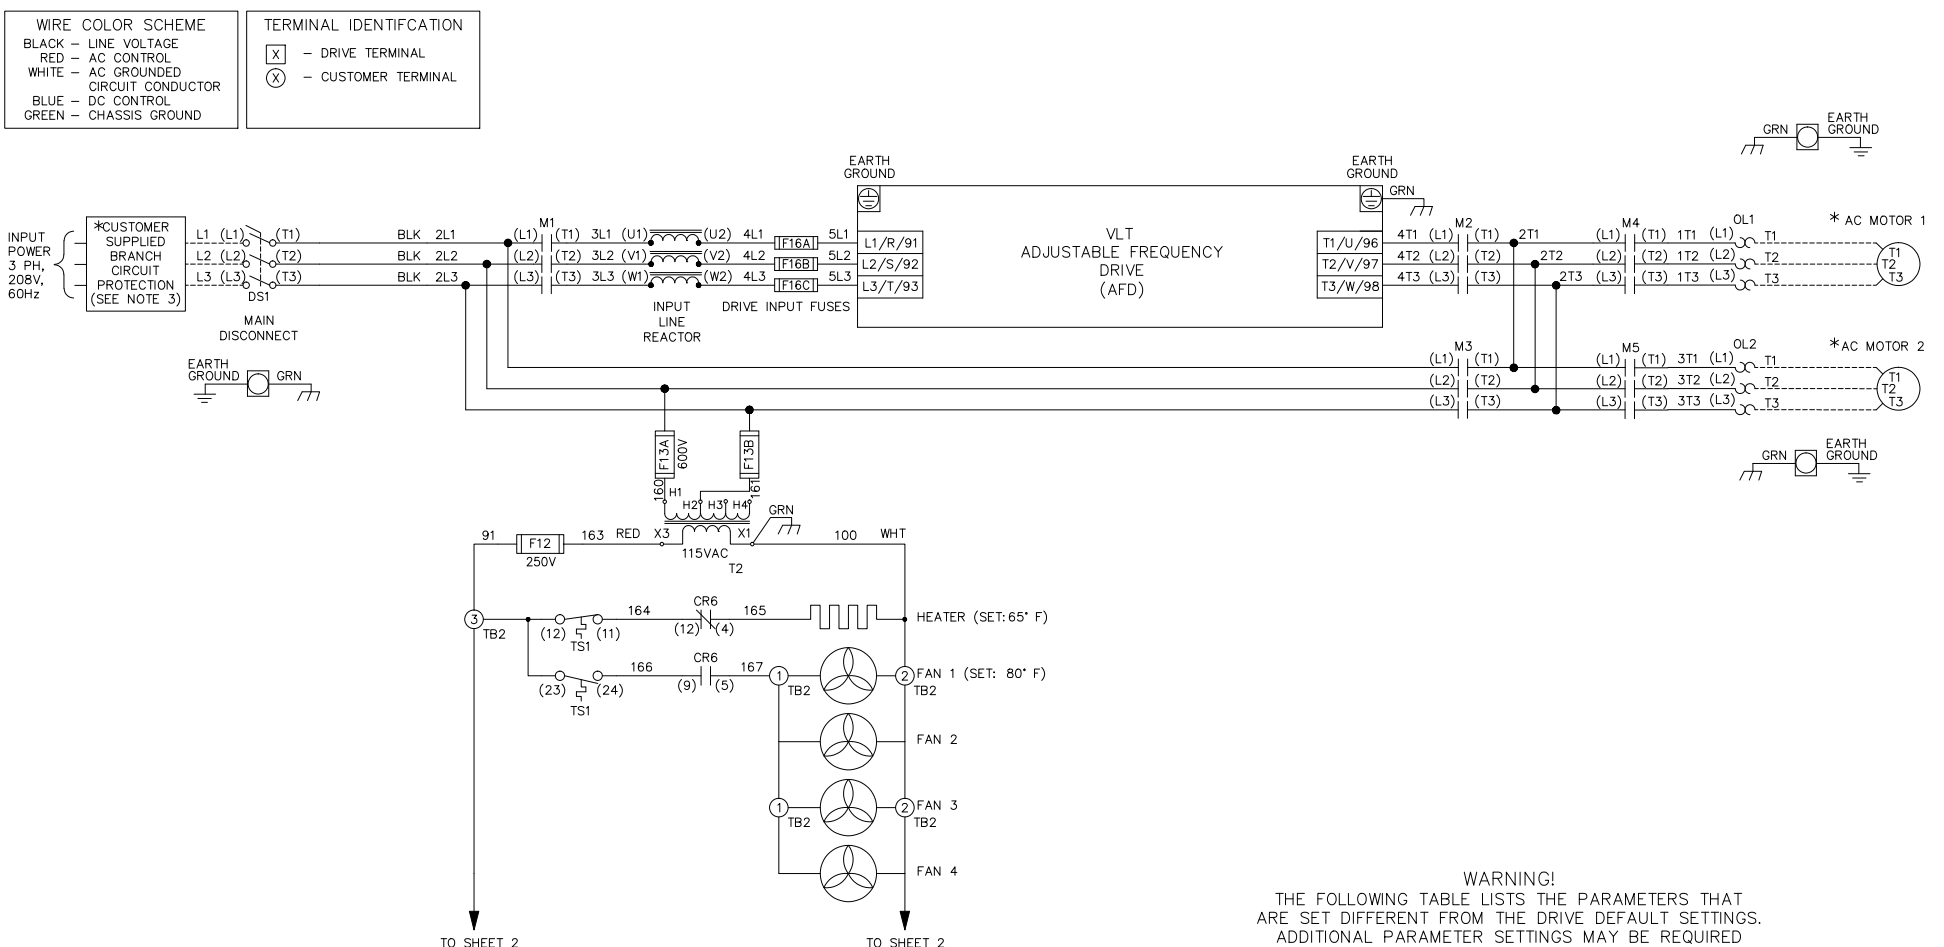 WIRE COLOR SCHEME
BLACK – LINE VOLTAGE
RED – AC CONTROL
WHITE – AC GROUNDED
CIRCUIT CONDUCTOR
BLUE – DC CONTROL
GREEN – CHASSIS GROUND
TERMINAL IDENTIFCATION
X – DRIVE TERMINAL
X – CUSTOMER TERMINAL
GRN
EARTH
GROUND
INPUT
POWER
3 PH,
208V,
60Hz
*CUSTOMER
SUPPLIED
BRANCH
CIRCUIT
PROTECTION
(SEE NOTE 3)
L1 (L1) (T1) BLK 2L1 (L1) M1 (T1) 3L1 (U1) (U2) 4L1 F16A 5L1
L2 (L2) (T2) BLK 2L2 (L2) (T2) 3L2 (V1) (V2) 4L2 F16B 5L2
L3 (L3) (T3) BLK 2L3 (L3) (T3) 3L3 (W1) (W2) 4L3 F16C 5L3
DS1
MAIN
DISCONNECT
INPUT
LINE
REACTOR
DRIVE INPUT FUSES
EARTH
GROUND
L1/R/91
L2/S/92
L3/T/93
VLT
ADJUSTABLE FREQUENCY
DRIVE
(AFD)
EARTH
GROUND
GRN
T1/U/96
T2/V/97
T3/W/98
4T1 (L1) M2 (T1) 2T1 (L1) M4 (T1) 1T1 (L1) OL1 T1
4T2 (L2) (T2) 2T2 (L2) (T2) 1T2 (L2) T2
4T3 (L3) (T3) 2T3 (L3) (T3) 1T3 (L3) T3
* AC MOTOR 1
T1
T2
T3
EARTH
GROUND
GRN
(L1) M3 (T1) (L1) M5 (T1) 3T1 (L1) OL2 T1
(L2) (T2) (L2) (T2) 3T2 (L2) T2
(L3) (T3) (L3) (T3) 3T3 (L3) T3
*AC MOTOR 2
T1
T2
T3
GRN
EARTH
GROUND
F13A
600V
F13B
160
161
H1
H2 H3 H4
GRN
91 F12 163 RED X3 X1 100 WHT
250V
115VAC
T2
3
TB2
(12) (11)
TS1
164
CR6
(12) (4)
165
HEATER (SET:65° F)
(23) (24)
TS1
166
CR6
(9) (5)
167
1
TB2
2
TB2
FAN 1 (SET: 80° F)
FAN 2
1
TB2
2
TB2
FAN 3
FAN 4
TO SHEET 2
TO SHEET 2
WARNING!
THE FOLLOWING TABLE LISTS THE PARAMETERS THAT
ARE SET DIFFERENT FROM THE DRIVE DEFAULT SETTINGS.
ADDITIONAL PARAMETER SETTINGS MAY BE REQUIRED